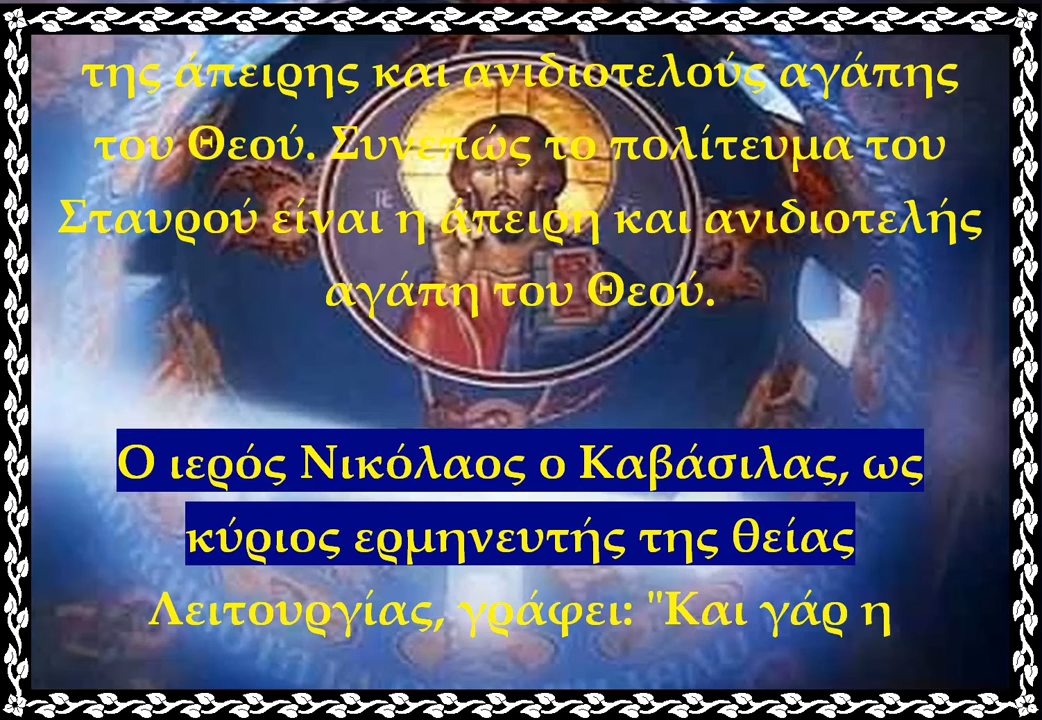 της άπειρης και ανιδιοτελούς αγάπης
του Θεού. Συνεπώς το πολίτευμα του
Σταυρού είναι η άπειρη και ανιδιοτελής
αγάπη του Θεού.
Ο ιερός Νικόλαος ο Καβάσιλας, ως
κύριος ερμηνευτής της θείας
Λειτουργίας, γράφει: "Και γάρ η